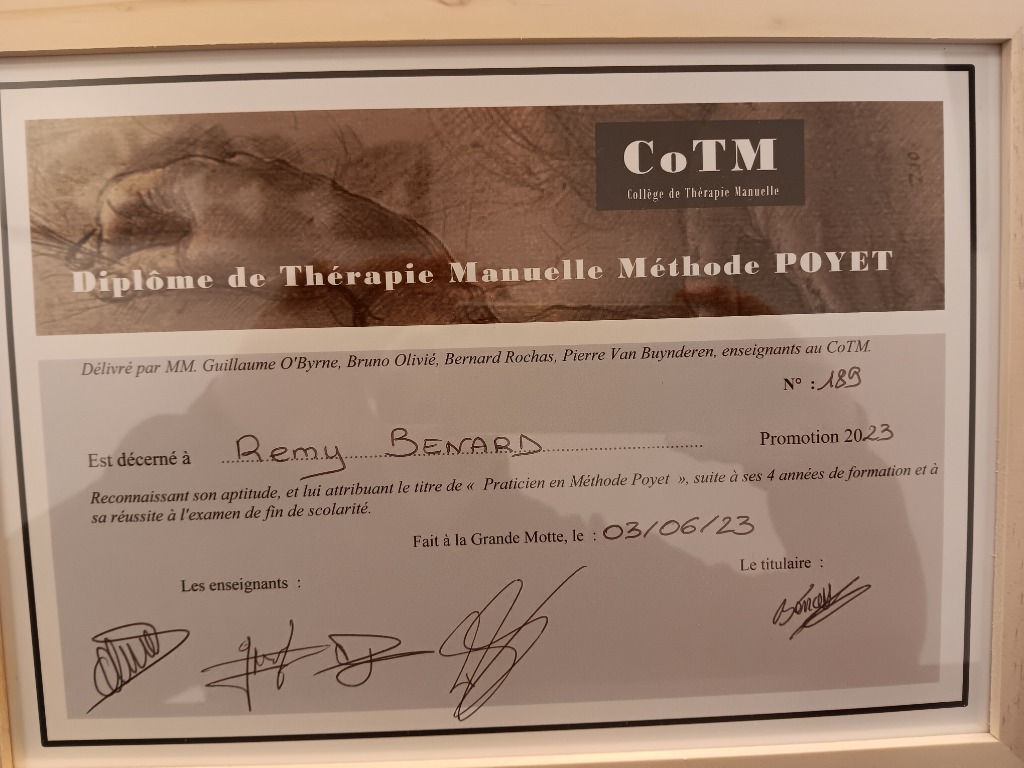 CoTM
Collège de Thérapie Manuelle
Diplôme de Thérapie Manuelle Méthode POYET
Délivré par MM. Guillaume O'Byrne, Bruno Olivié, Bernard Rochas, Pierre Van Buynderen, enseignants au CoTM.
N° : 189
Est décerné à Remy BENARD Promotion 2023
Reconnaissant son aptitude, et lui attribuant le titre de « Praticien en Méthode Poyet », suite à ses 4 années de formation et à
sa réussite à l'examen de fin de scolarité.
Fait à la Grande Motte, le : 03/06/23
Les enseignants :
Le titulaire :